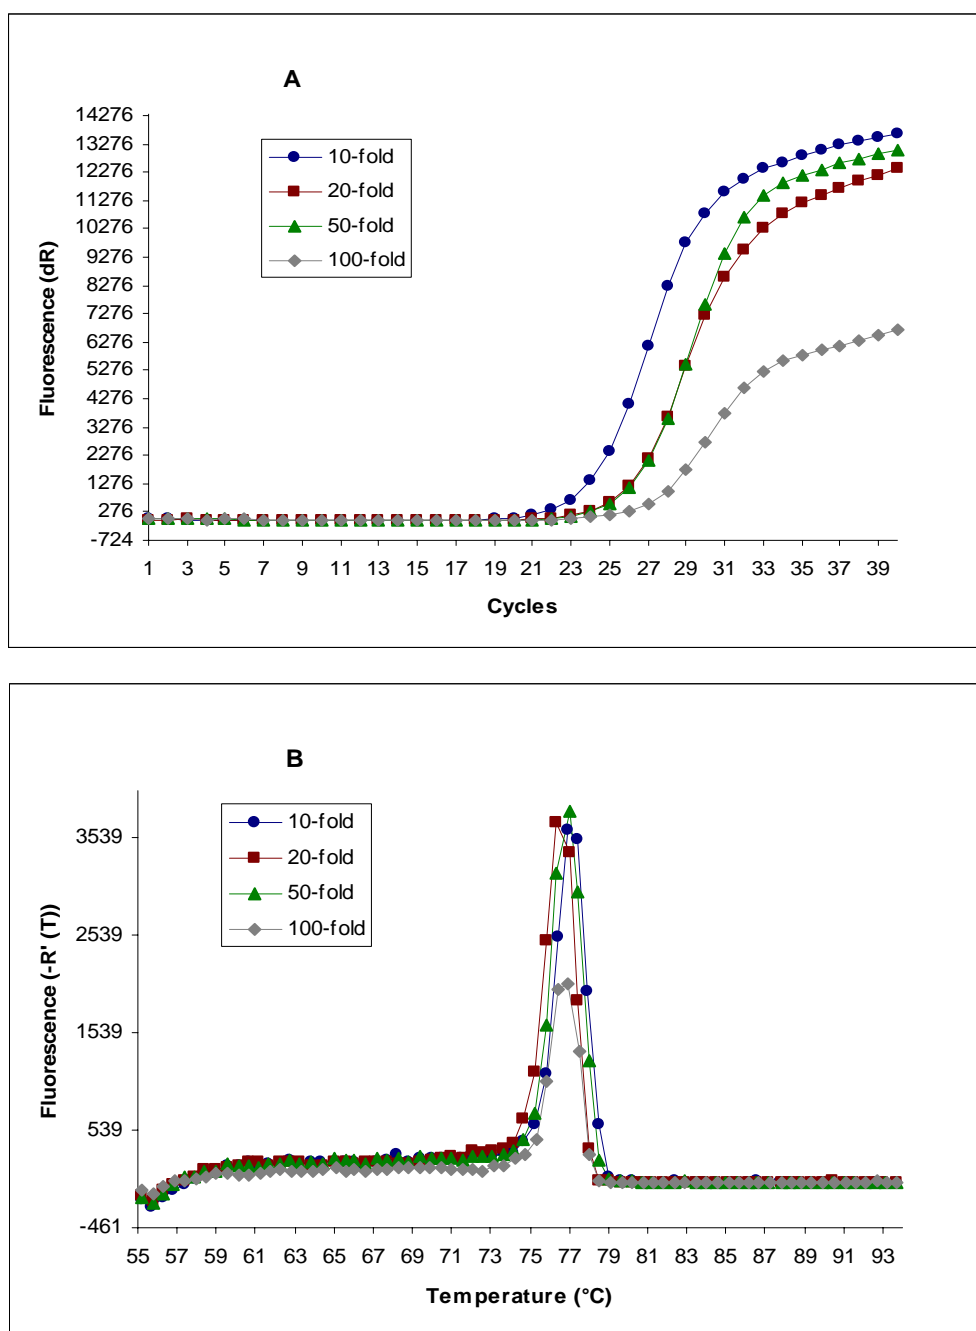 A
14276
13276
12276
11276
10276
9276
8276
7276
6276
5276
4276
3276
2276
1276
276
-724
Fluorescence (dR)
10-fold
20-fold
50-fold
100-fold
1 3 5 7 9 11 13 15 17 19 21 23 25 27 29 31 33 35 37 39
Cycles
B
3539
2539
1539
539
-461
Fluorescence (-R' (T))
10-fold
20-fold
50-fold
100-fold
55 57 59 61 63 65 67 69 71 73 75 77 79 81 83 85 87 89 91 93
Temperature (°C)